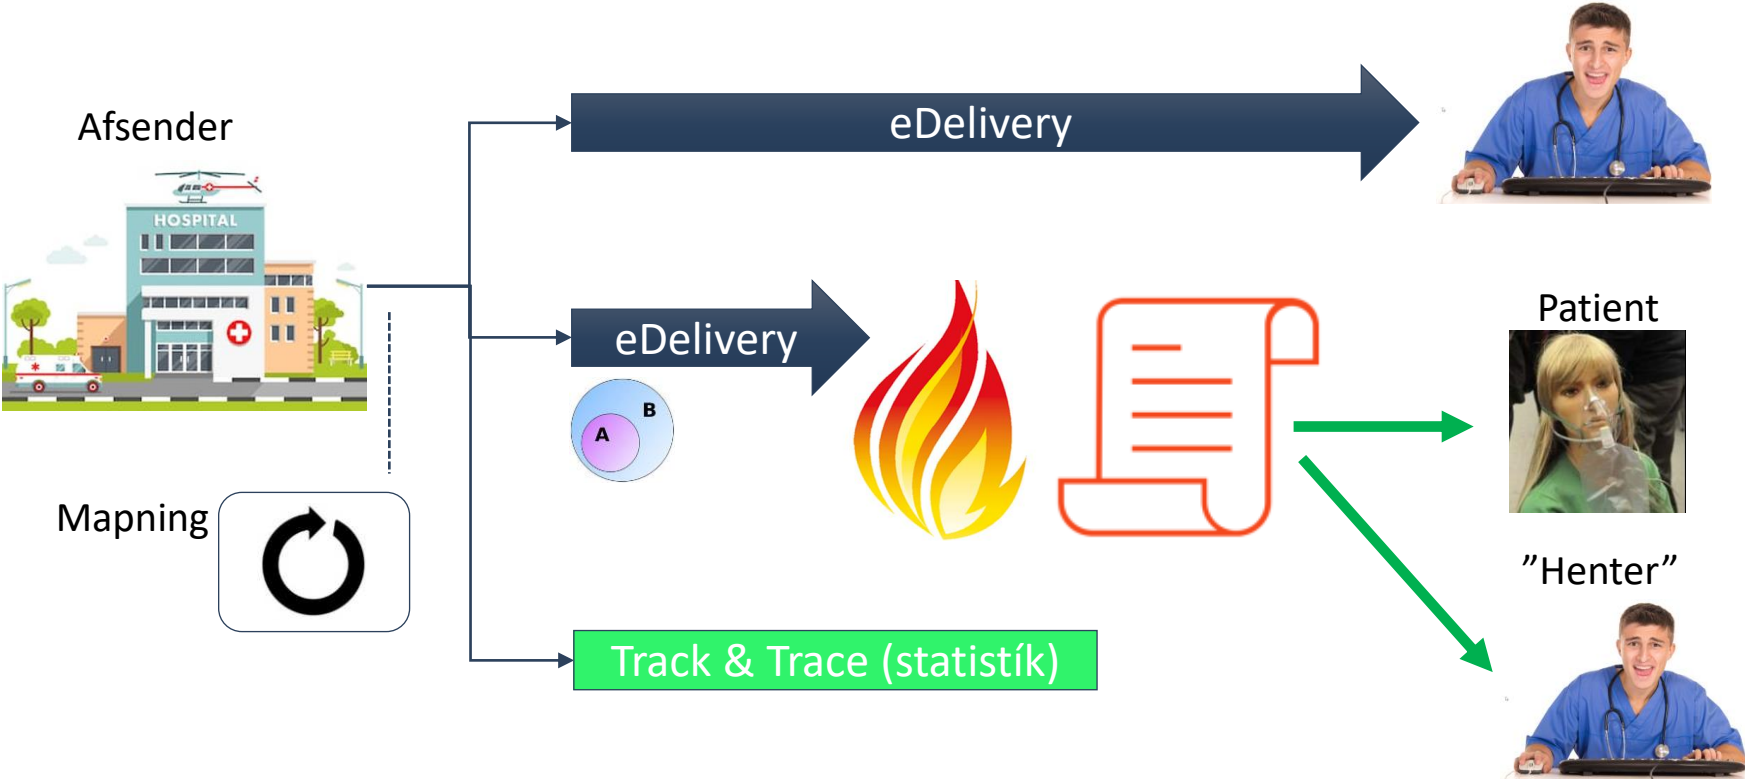 Afsender
eDelivery
HOSPITAL
eDelivery
Patient
B
A
Mapning
”Henter”
Track & Trace (statistík)